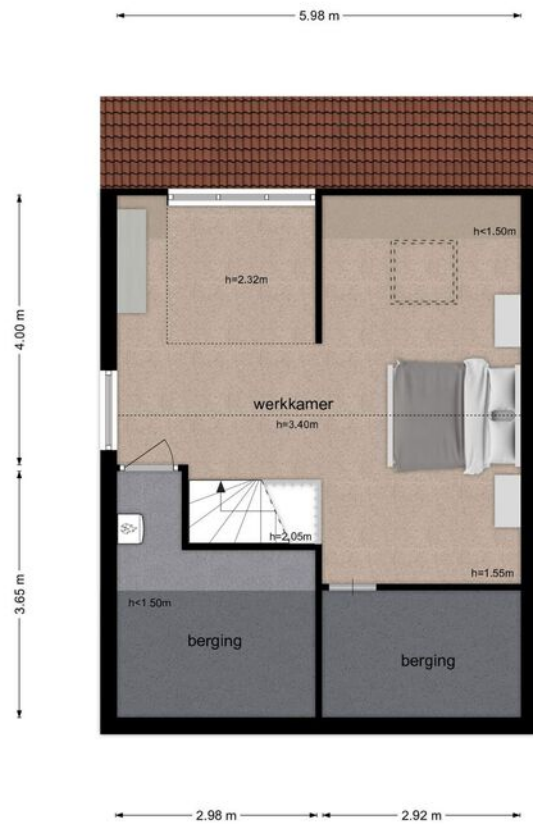 5.98 m
h<1.50m
h=2.32m
4.00 m
werkkamer
h=3.40m
h=2,05m
h=1.55m
3.65 m
h<1.50m
berging
berging
2.98 m
2.92 m